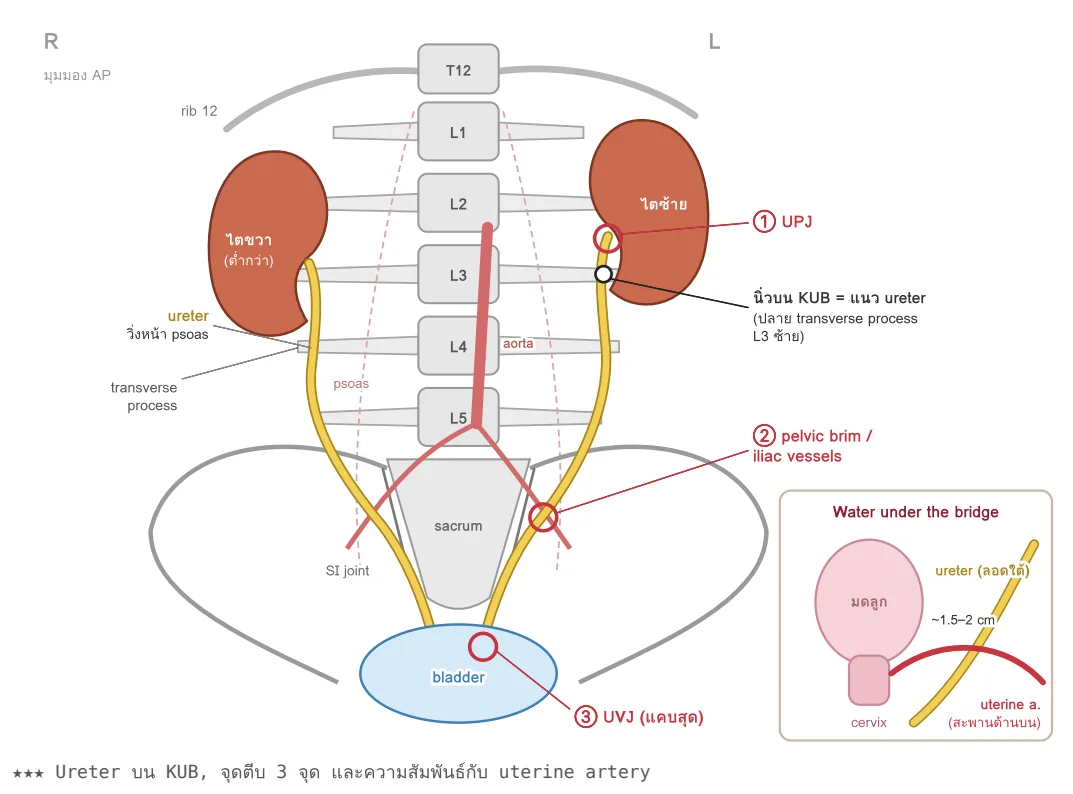 R
L
มุมมอง AP
T12
rib 12
L1
L2
ไตซ้าย
① UPJ
ไตขวา
(ต่ำกว่า)
L3
นิ่วบน KUB = แนว ureter
(ปลาย transverse process
L3 ซ้าย)
ureter
วิ่งหน้า psoas
L4
aorta
psoas
transverse
process
L5
② pelvic brim /
iliac vessels
sacrum
SI joint
bladder
③ UVJ (แคบสุด)
Water under the bridge
ureter (ลอดใต้)
มดลูก
~1.5–2 cm
uterine a.
(สะพานด้านบน)
cervix
★★★ Ureter บน KUB, จุดตีบ 3 จุด และความสัมพันธ์กับ uterine artery